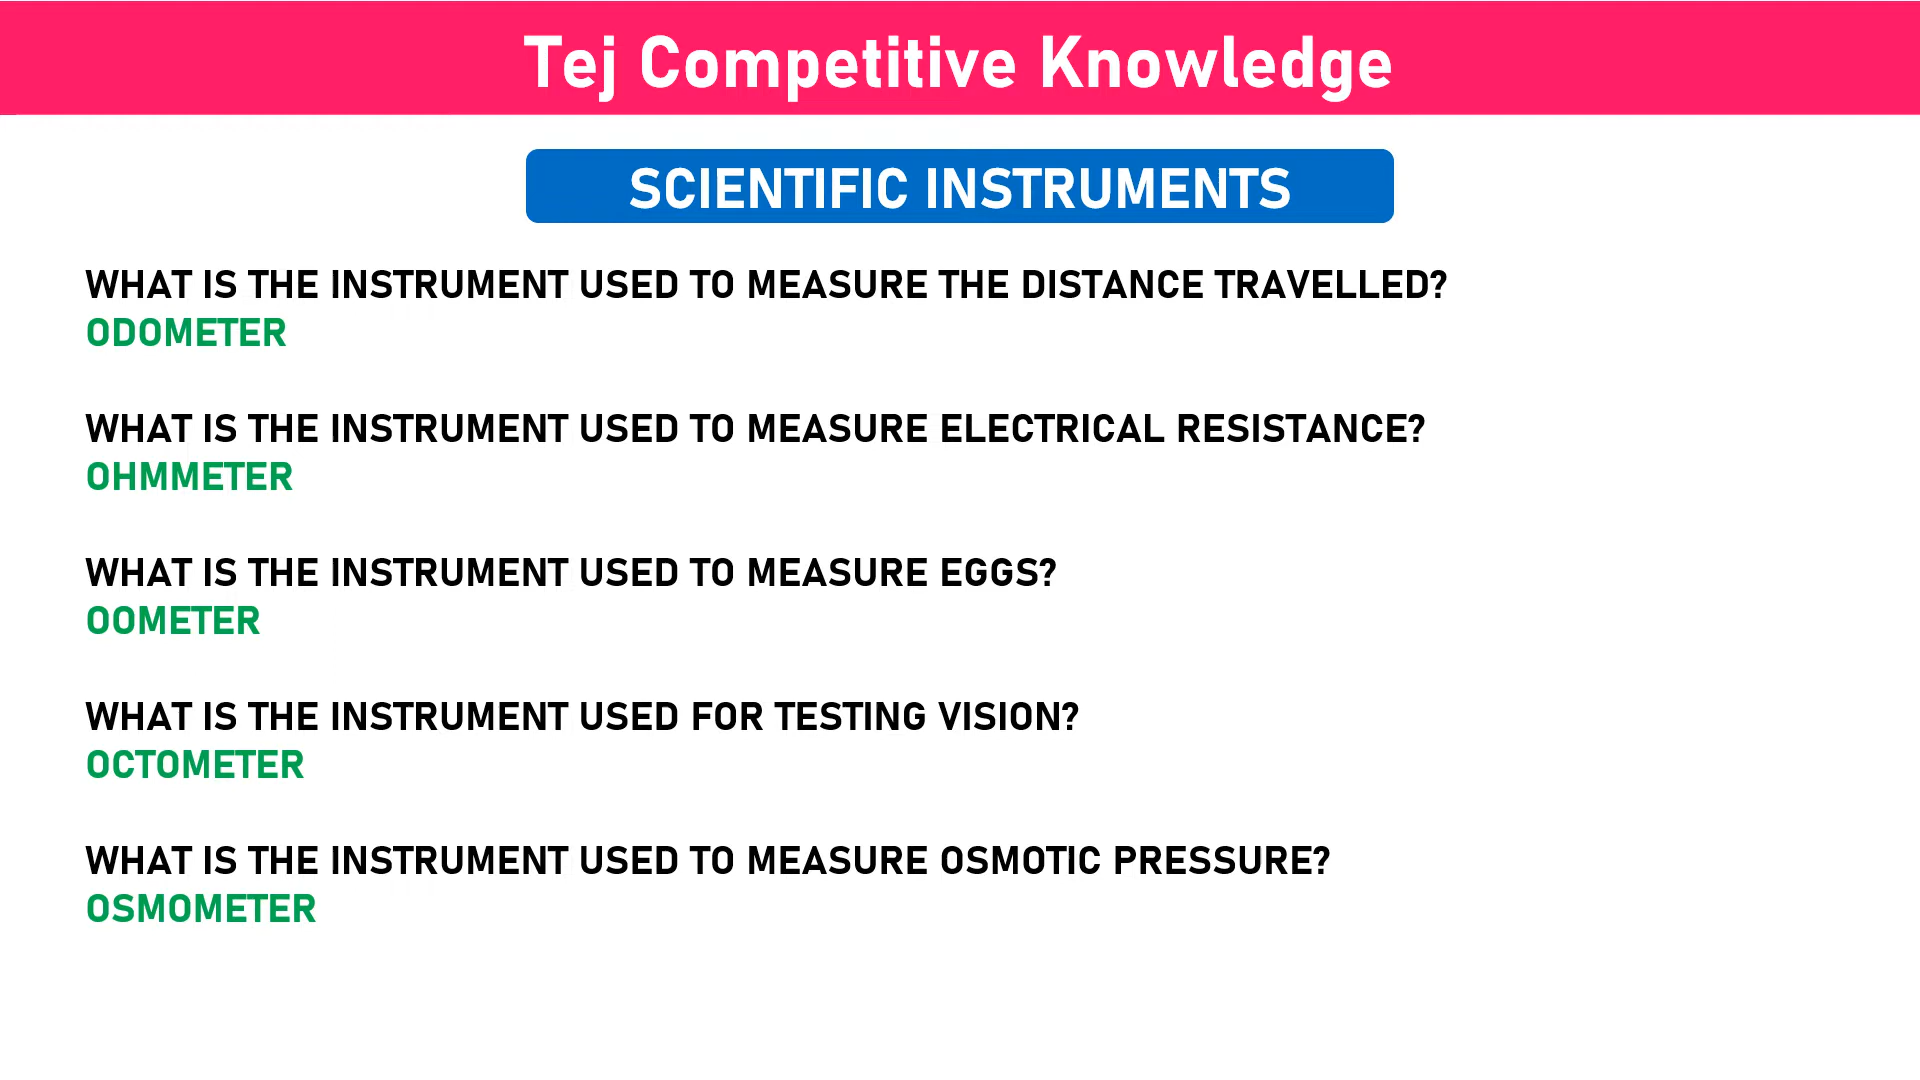 Tej Competitive Knowledge
SCIENTIFIC INSTRUMENTS
WHAT IS THE INSTRUMENT USED TO MEASURE THE DISTANCE TRAVELLED?
ODOMETER
WHAT IS THE INSTRUMENT USED TO MEASURE ELECTRICAL RESISTANCE?
OHMMETER
WHAT IS THE INSTRUMENT USED TO MEASURE EGGS?
OOMETER
WHAT IS THE INSTRUMENT USED FOR TESTING VISION?
OCTOMETER
WHAT IS THE INSTRUMENT USED TO MEASURE OSMOTIC PRESSURE?
OSMOMETER